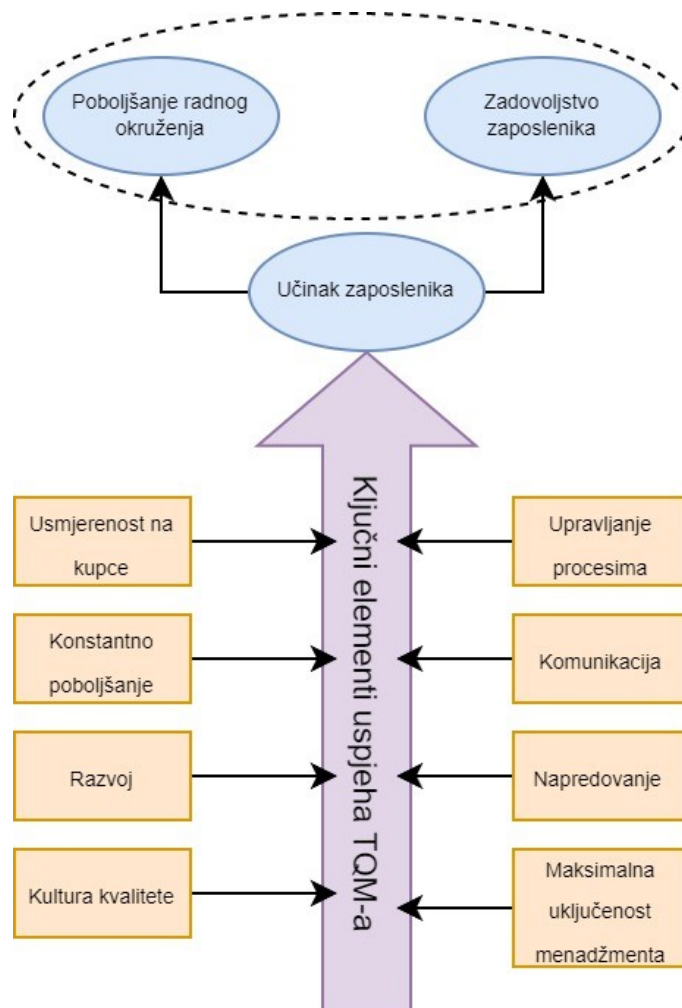 Poboljšanje radnog
okruženja
Zadovoljstvo
zaposlenika
Učinak zaposlenika
Ključni elementi uspjeha TQM-a
Usmjerenost na
kupce
Upravljanje
procesima
Konstantno
poboljšanje
Komunikacija
Razvoj
Napredovanje
Kultura kvalitete
Maksimalna
uključenost
menadžmenta